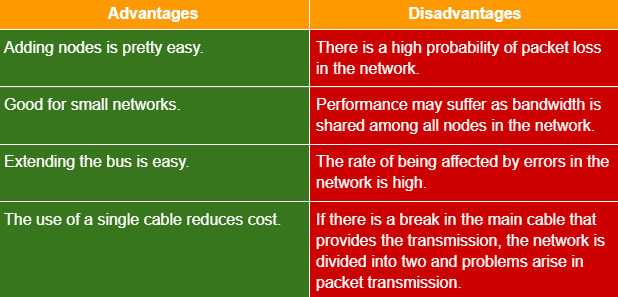 Advantages
Disadvantages
Adding nodes is pretty easy.
There is a high probability of packet loss
in the network.
Good for small networks.
Performance may suffer as bandwidth is
shared among all nodes in the network.
Extending the bus is easy.
The rate of being affected by errors in the
network is high.
The use of a single cable reduces cost.
If there is a break in the main cable that
provides the transmission, the network is
divided into two and problems arise in
packet transmission.